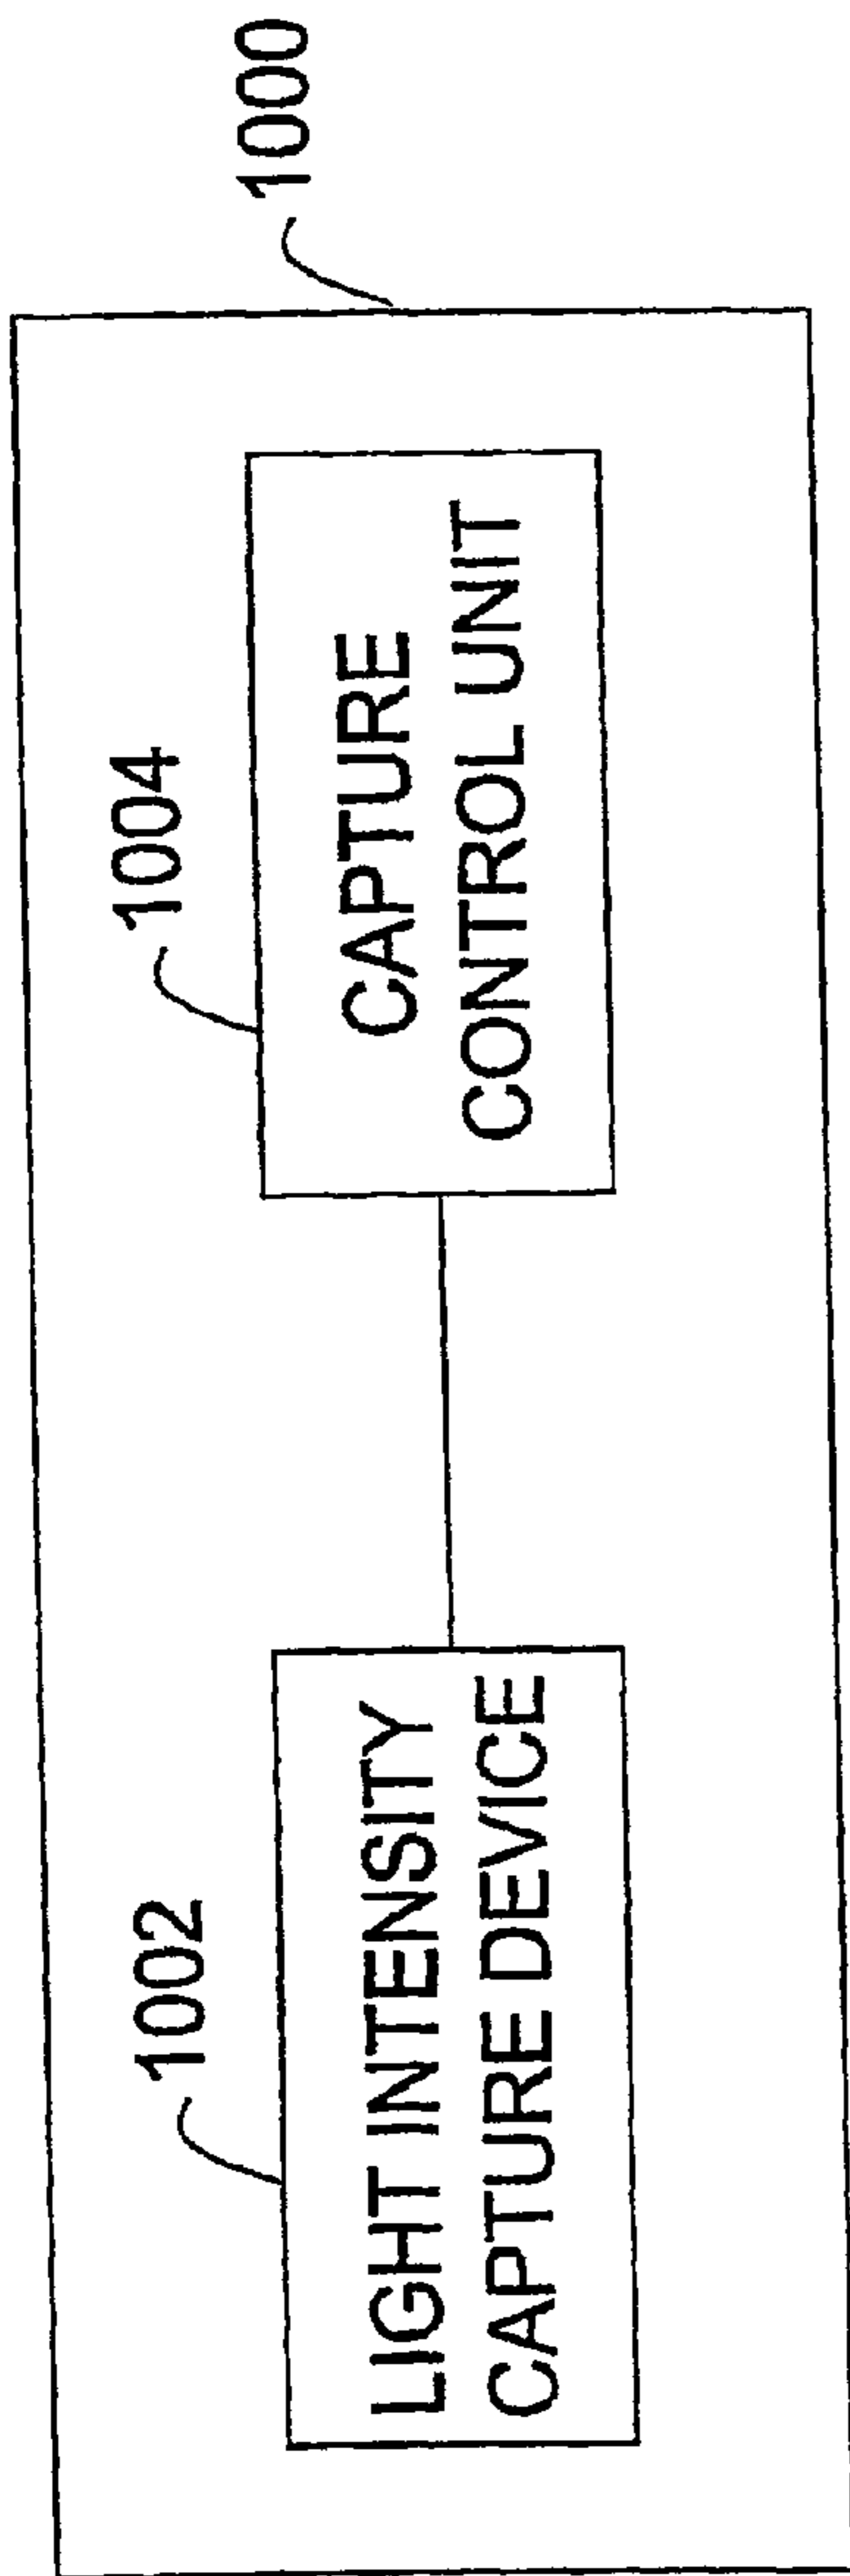 1000
1002
LIGHT INTENSITY
CAPTURE DEVICE
1004
CAPTURE
CONTROL UNIT